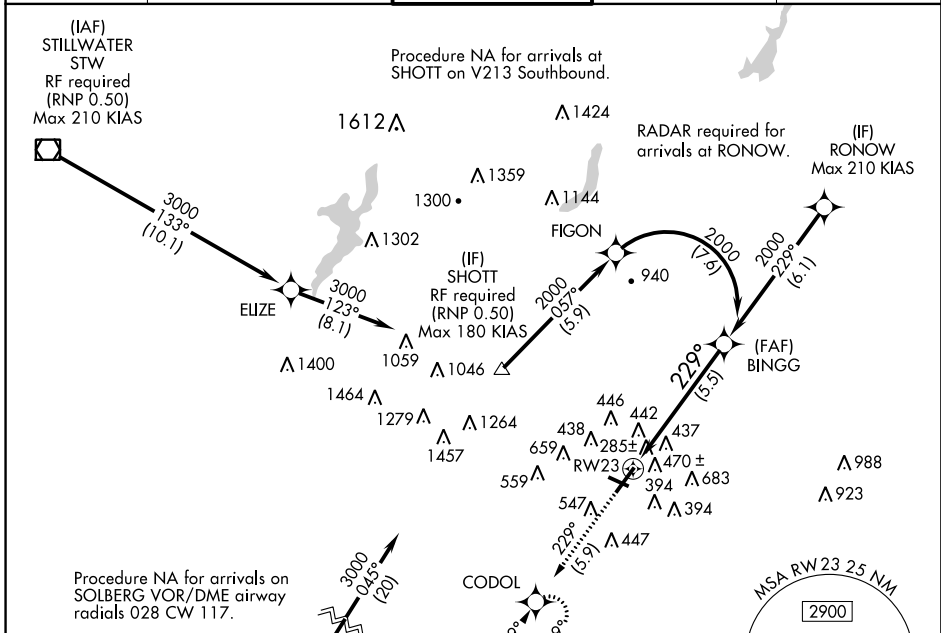 (IAF)
STILLWATER
STW
RF required
(RNP 0.50)
Max 210 KIAS
Procedure NA for arrivals at
SHOTT on V213 Southbound.
1612
1424
RADAR required for
arrivals at RONOW.
(IF)
RONOW
Max 210 KIAS
1359
1300
1144
1302
FIGON
3000
133°
(10.1)
2000
(7.6)
2000
229°
(6.1)
(IF)
SHOTT
RF required
(RNP 0.50)
Max 180 KIAS
940
2000
057°
(5.9)
ELIZE
3000
123°
(8.1)
1059
1400
1046
(FAF)
BINGG
229°
(5.5)
1464
1279
1264
1457
446
442
438
285±
437
659
RW23
470 ±
559
683
394
394
547
447
988
923
229°
(5.9)
3000
045°
(20)
Procedure NA for arrivals on
SOLBERG VOR/DME airway
radials 028 CW 117.
CODOL
MSA RW 23 25 NM
2900